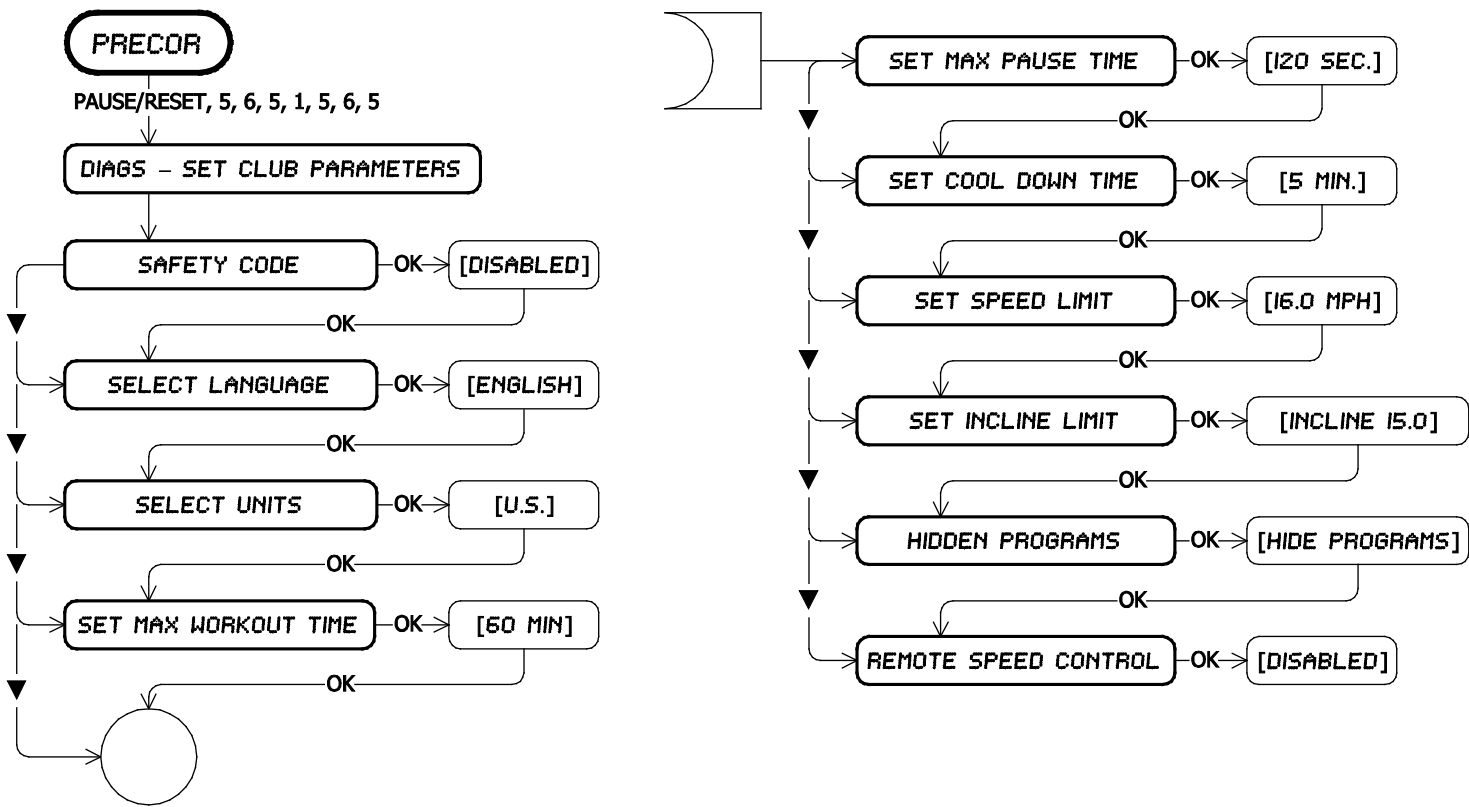 PRECOR
PAUSE/RESET, 5, 6, 5, 1, 5, 6, 5
DIAGS – SET CLUB PARAMETERS
SAFETY CODE
OK
[DISABLED]
OK
SELECT LANGUAGE
OK
[ENGLISH]
OK
SELECT UNITS
OK
[U.S.]
OK
SET MAX WORKOUT TIME
OK
[60 MIN]
OK
SET MAX PAUSE TIME
OK
[120 SEC.]
OK
SET COOL DOWN TIME
OK
[5 MIN.]
OK
SET SPEED LIMIT
OK
[16.0 MPH]
OK
SET INCLINE LIMIT
OK
[INCLINE 15.0]
OK
HIDDEN PROGRAMS
OK
[HIDE PROGRAMS]
OK
REMOTE SPEED CONTROL
OK
[DISABLED]